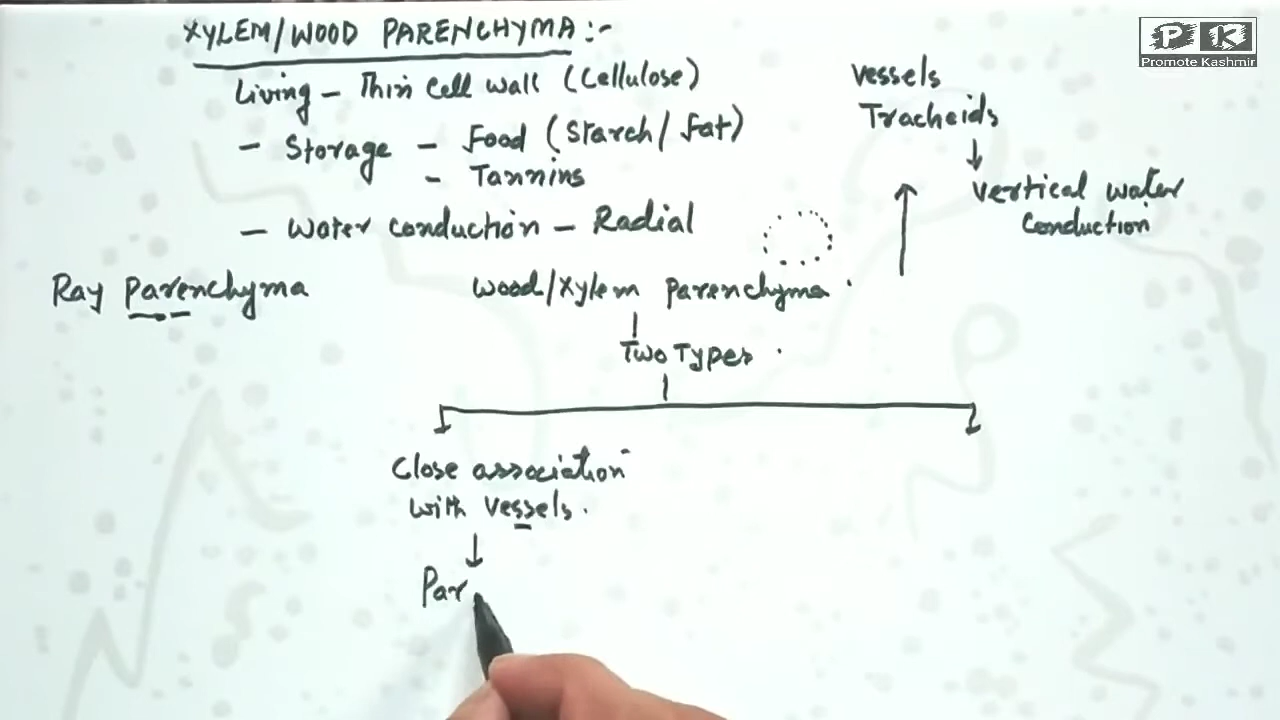 XYLEM/WOOD PARENCHYMA :-
Living - Thin Cell Wall (Cellulose)
- Storage - Food (Starch/Fat)
- Tannins
- Water conduction - Radial
Vessels
Tracheids
Vertical water
Conduction
P K
Promote Kashmir
Ray Parenchyma
Wood/Xylem Parenchyma
Two Types
Close association
with Vessels.
Par